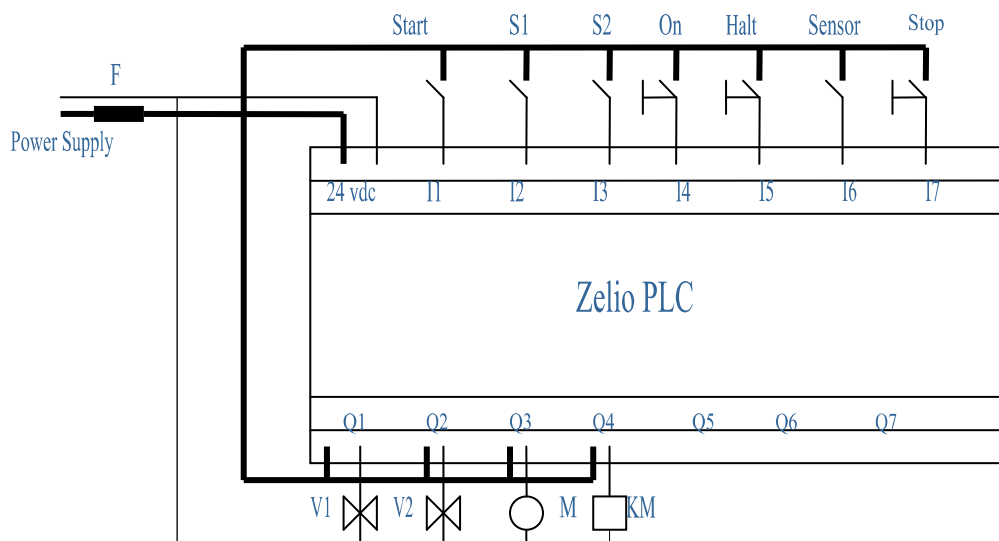 Start S1 S2 On Halt Sensor Stop
F
Power Supply
24 vdc I1 I2 I3 I4 I5 I6 I7
Zelio PLC
Q1 Q2 Q3 Q4 Q5 Q6 Q7
V1 V2 M KM